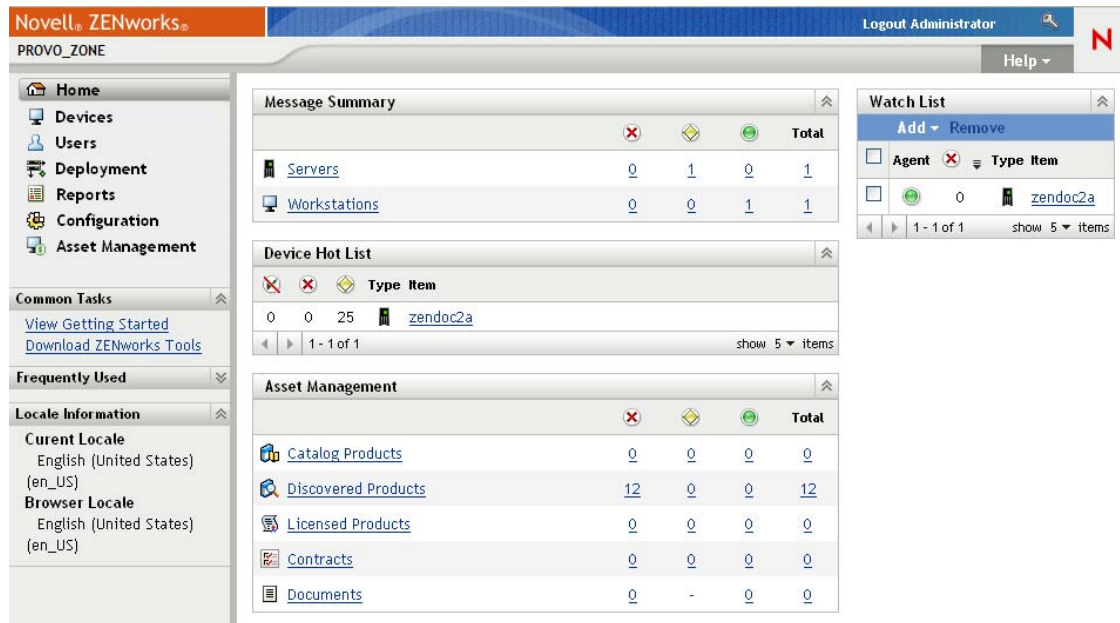 Novell® ZENworks®
Logout Administrator
N
PROVO_ZONE
Help
Home
Devices
Users
Deployment
Reports
Configuration
Asset Management
Common Tasks
View Getting Started
Download ZENworks Tools
Frequently Used
Locale Information
Curent Locale
English (United States)
(en_US)
Browser Locale
English (United States)
(en_US)
Message Summary
Total
Servers 0 1 0 1
Workstations 0 0 1 1
Device Hot List
Type Item
0 0 25 zendoc2a
1 - 1 of 1 show 5 items
Asset Management
Total
Catalog Products 0 0 0 0
Discovered Products 12 0 0 12
Licensed Products 0 0 0 0
Contracts 0 0 0 0
Documents 0 - 0 0
Watch List
Add Remove
Agent Type Item
0 zendoc2a
1 - 1 of 1 show 5 items